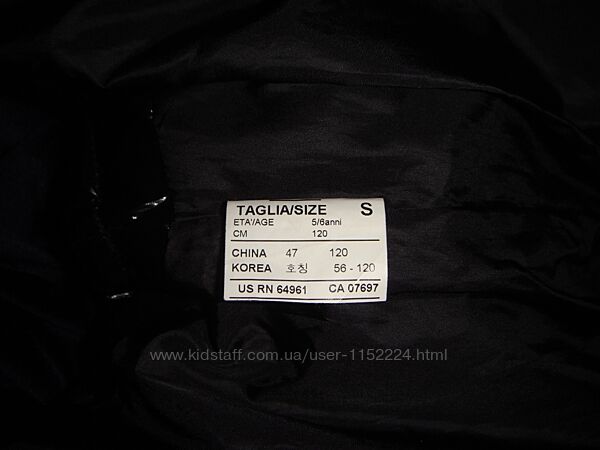 TAGLIA/SIZE S
ETA'/AGE 5/6anni
CM 120
CHINA 47 120
KOREA 호칭 56 - 120
US RN 64961 CA 07697
www.kidstaff.com.ua/user-1152224.html